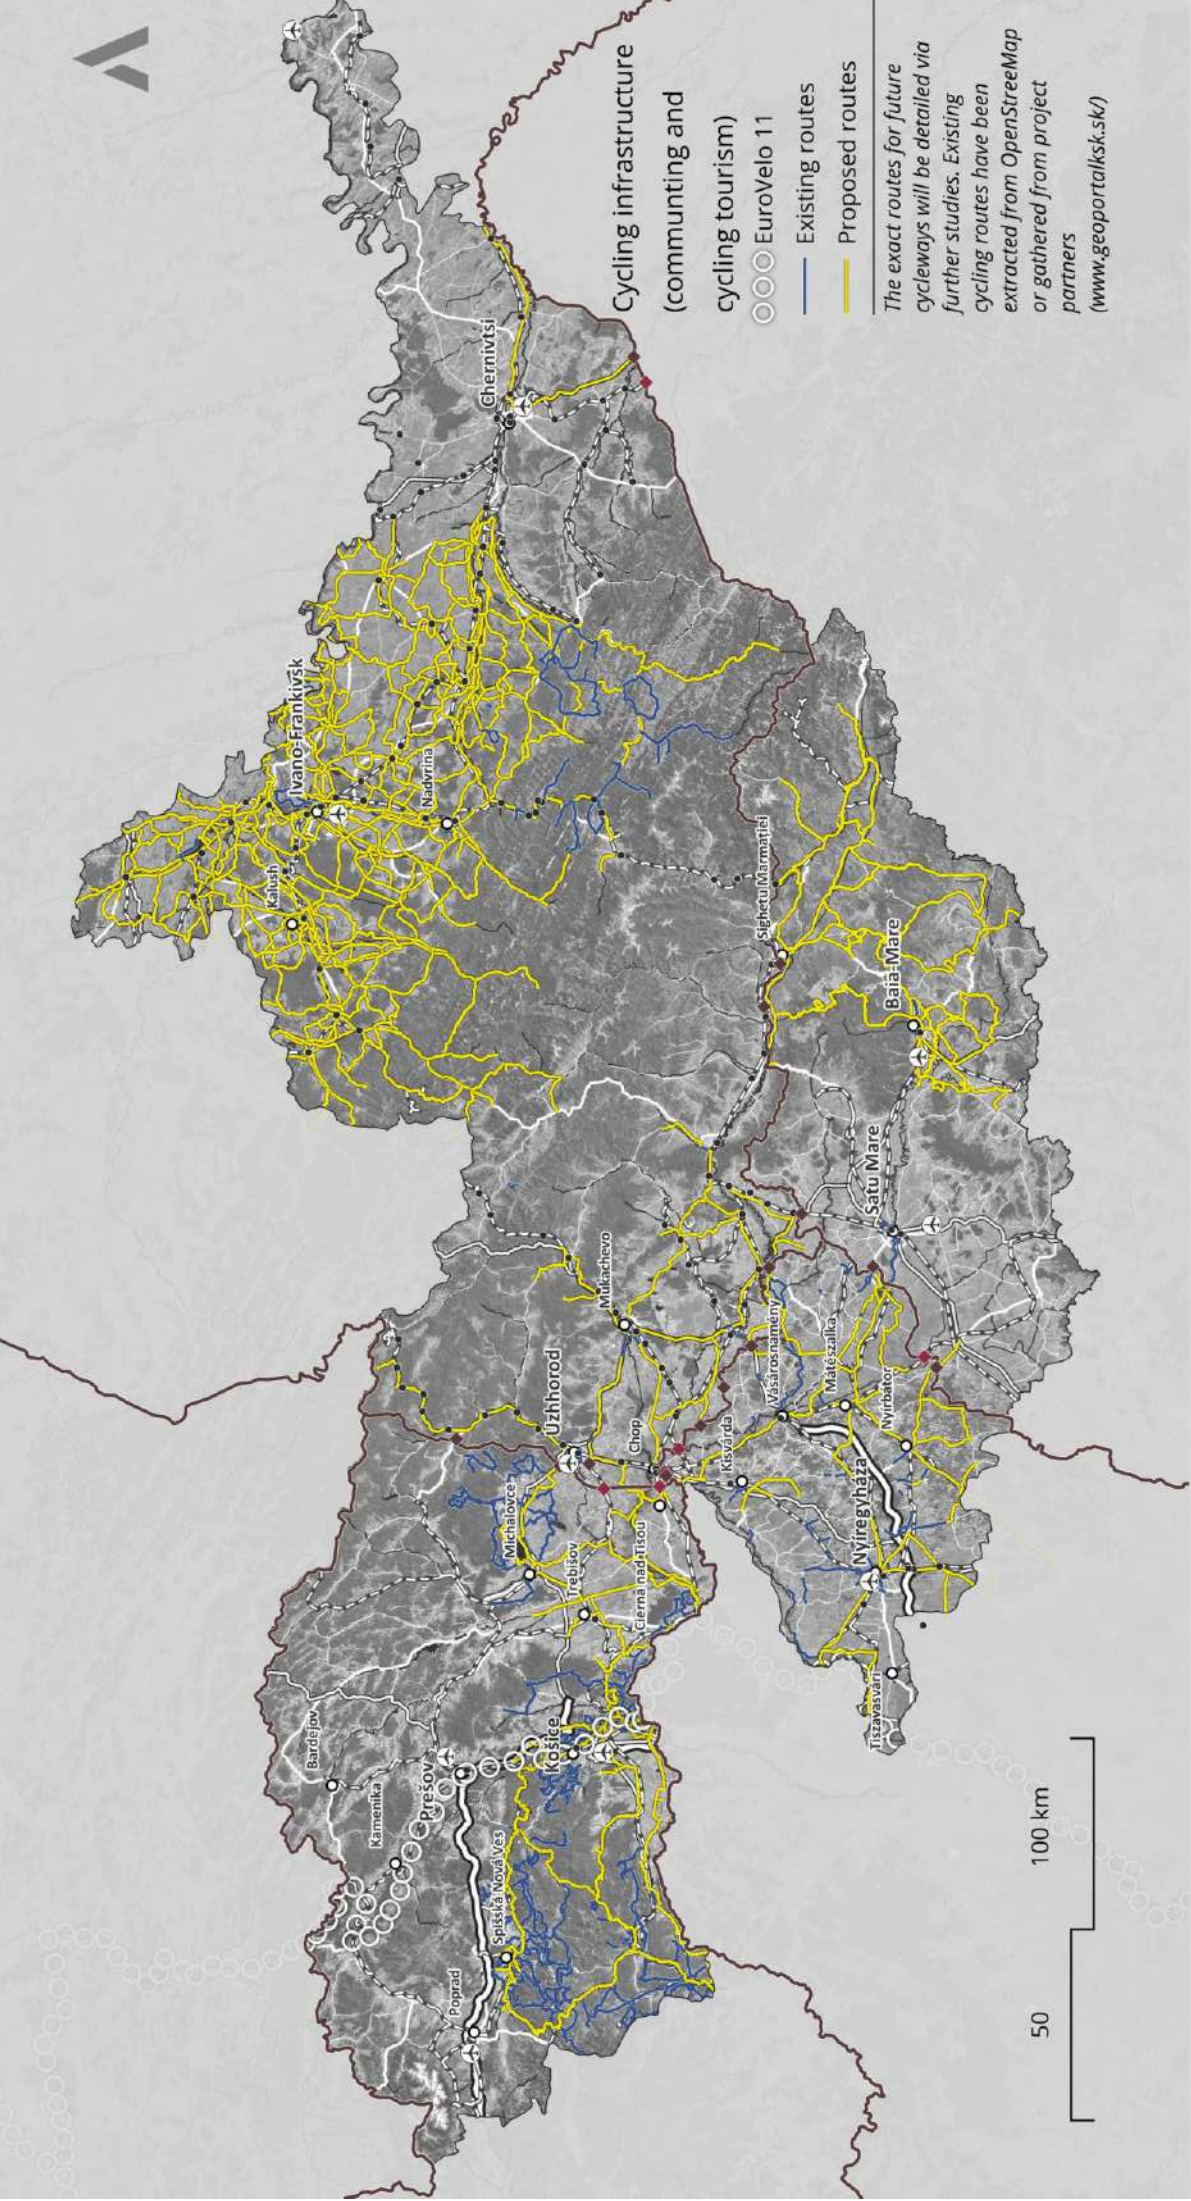 Cycling infrastructure
(communting and
cycling tourism)
EuroVelo 11
Existing routes
Proposed routes
The exact routes for future
cycleways will be detailed via
further studies. Existing
cycling routes have been
extracted from OpenStreeMap
or gathered from project
partners
(www.geoportalksk.sk/)
Chernivtsi
Ivano-Frankivsk
Nadvrina
Kalush
Sighetu Marmatiei
Baia-Mare
Satu Mare
Mukachevo
Uzhhorod
Chop
Vásárosnamény
Mátészalka
Nyírbátor
Kisvárda
Nyíregyháza
Tiszavasvári
Michalovce
Trebišov
Cierna nad Tisou
Košice
Prešov
Bardejov
Kamenika
Spišská Nová Ves
Poprad
50
100 km